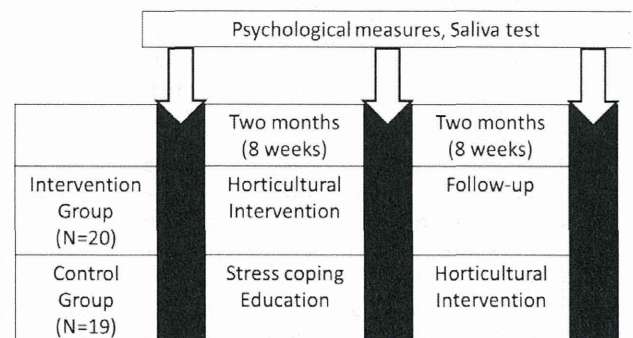 Psychological measures, Saliva test
Two months
(8 weeks)
Two months
(8 weeks)
Intervention
Group
(N=20)
Horticultural
Intervention
Follow-up
Control
Group
(N=19)
Stress coping
Education
Horticultural
Intervention